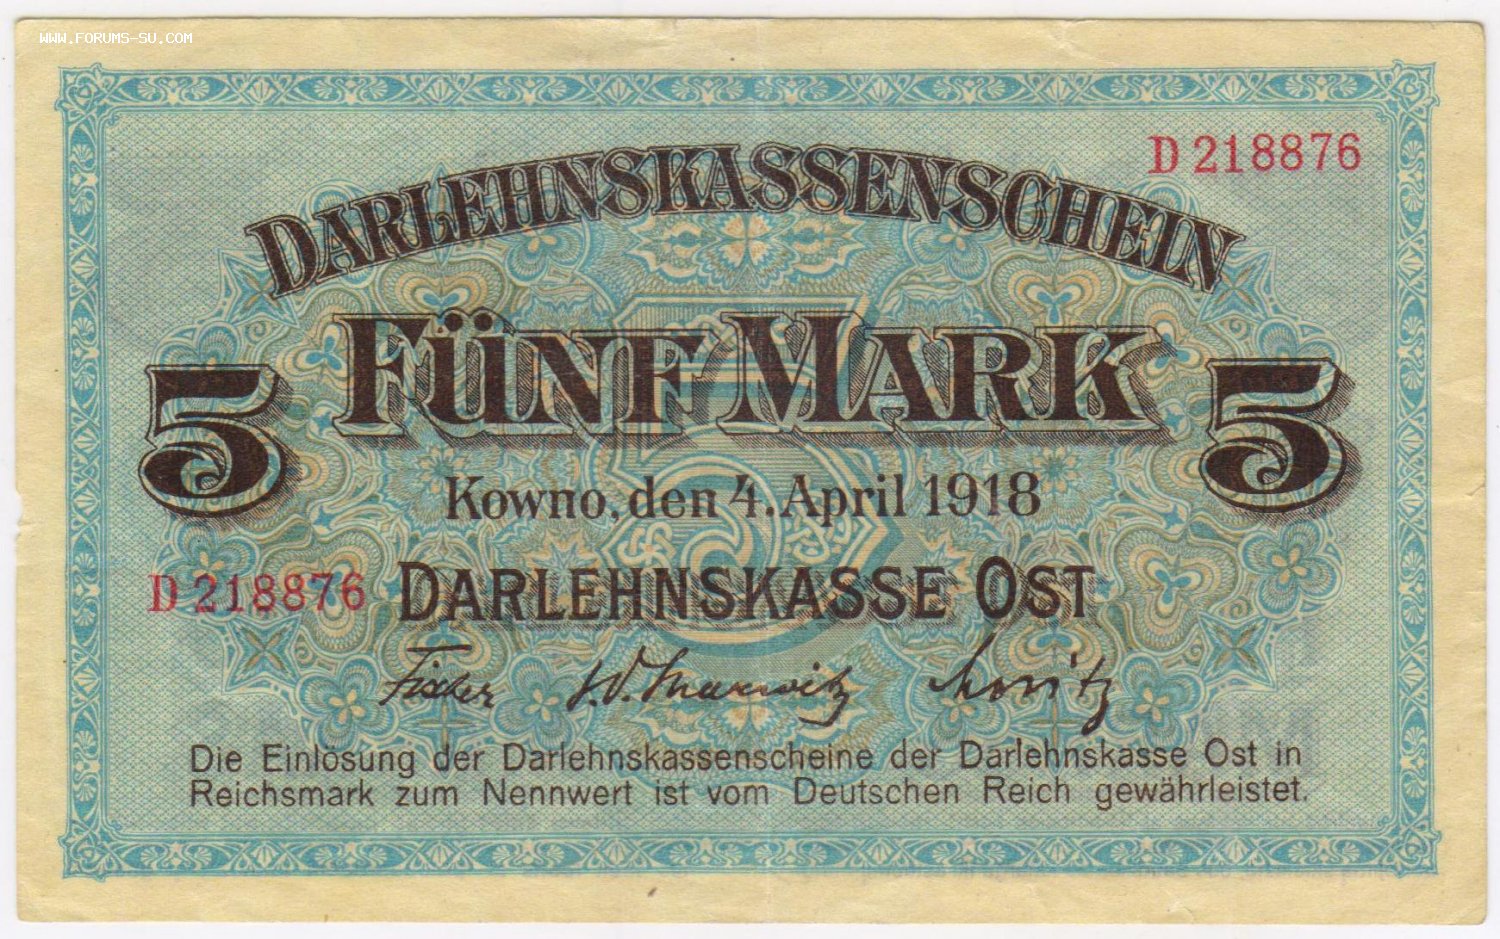 WWW.FORUMS-SU.COM
D 218876
DARLEHNSKASSENSCHEIN
5 FÜNF MARK 5
Kowno, den 4. April 1918
D 218876 DARLEHNSKASSE OST
Fischer
Die Einlösung der Darlehnskassenscheine der Darlehnskasse Ost in
Reichsmark zum Nennwert ist vom Deutschen Reich gewährleistet.